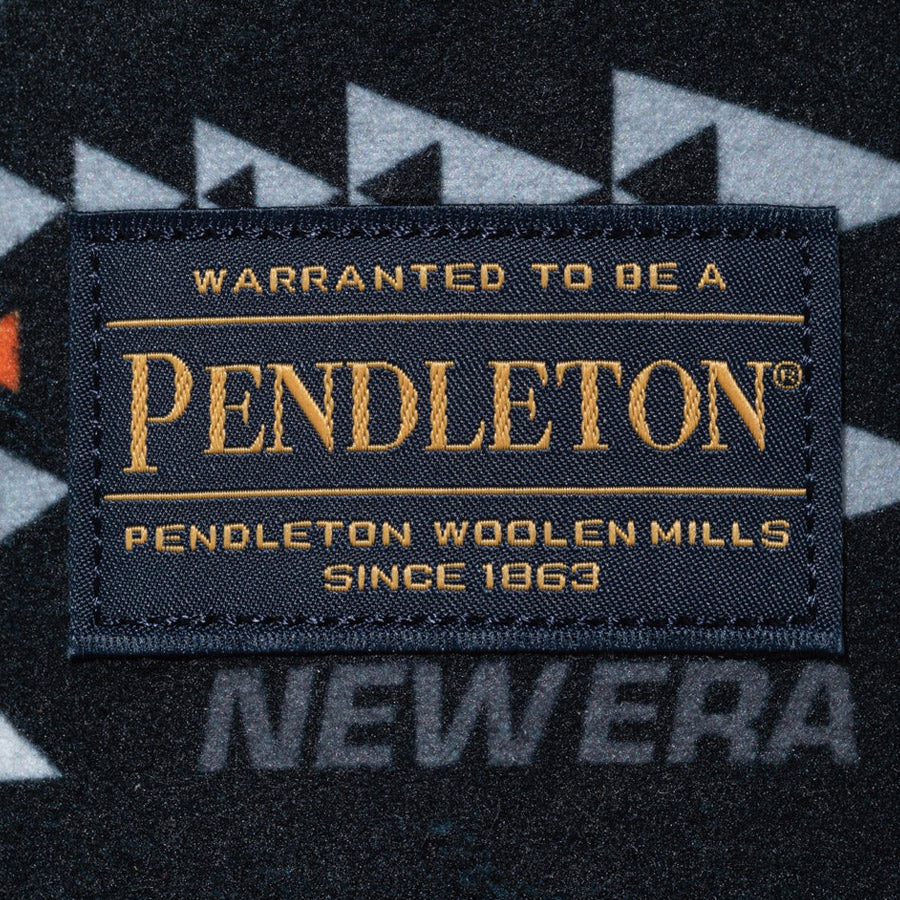 WARRANTED TO BE A
PENDLETON®
PENDLETON WOOLEN MILLS
SINCE 1863
NEW ERA